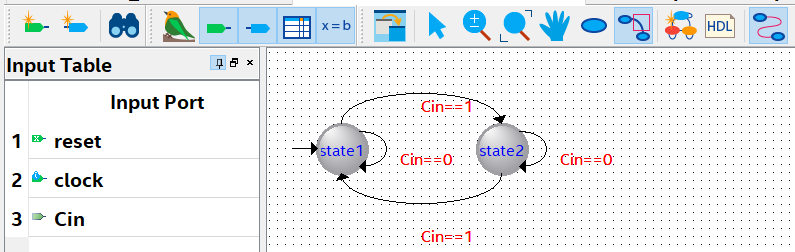 x=b
HDL
Input Table
Input Port
1 reset
2 clock
3 Cin
Cin==1
state1
Cin==0
state2
Cin==0
Cin==1